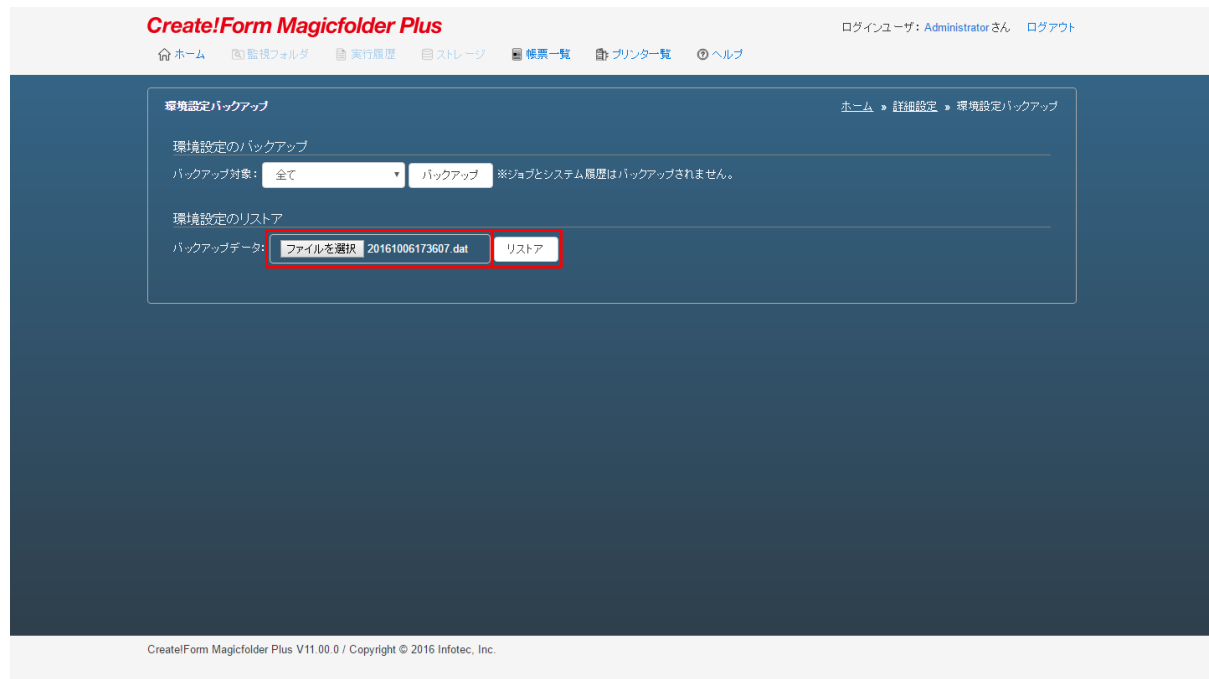 Create!Form Magicfolder Plus
ログインユーザ: Administratorさん ログアウト
ホーム 監視フォルダ 実行履歴 ストレージ 帳票一覧 プリンタ一覧 ヘルプ
環境設定バックアップ
ホーム » 詳細設定 » 環境設定バックアップ
環境設定のバックアップ
バックアップ対象: 全て バックアップ ※ジョブとシステム履歴はバックアップされません。
環境設定のリストア
バックアップデータ: ファイルを選択 20161006173607.dat リストア
Create!Form Magicfolder Plus V11.00.0 / Copyright © 2016 Infotec, Inc.